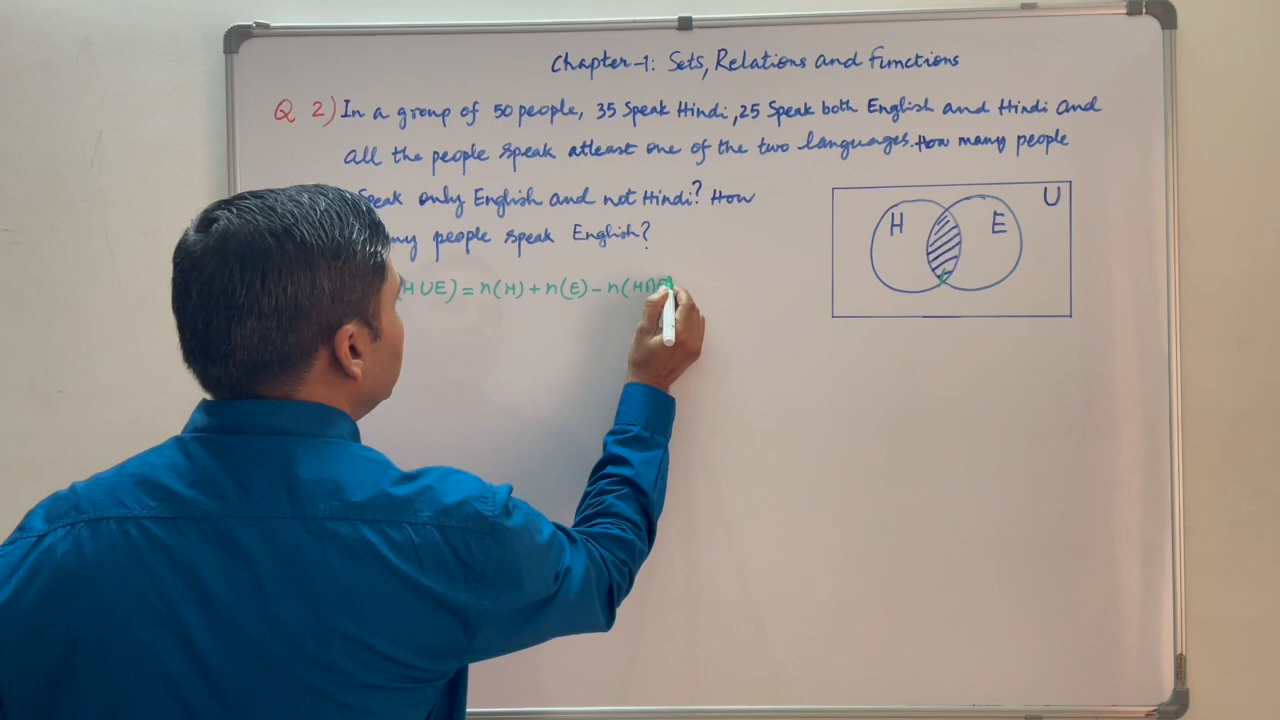 Chapter-1: Sets, Relations and Functions
Q 2) In a group of 50 people, 35 Speak Hindi, 25 Speak both English and Hindi and
all the people speak atleast one of the two languages. How many people
speak only English and not Hindi? How
people speak English?
(H∪E) = n(H) + n(E) - n(H∩E)
H E U